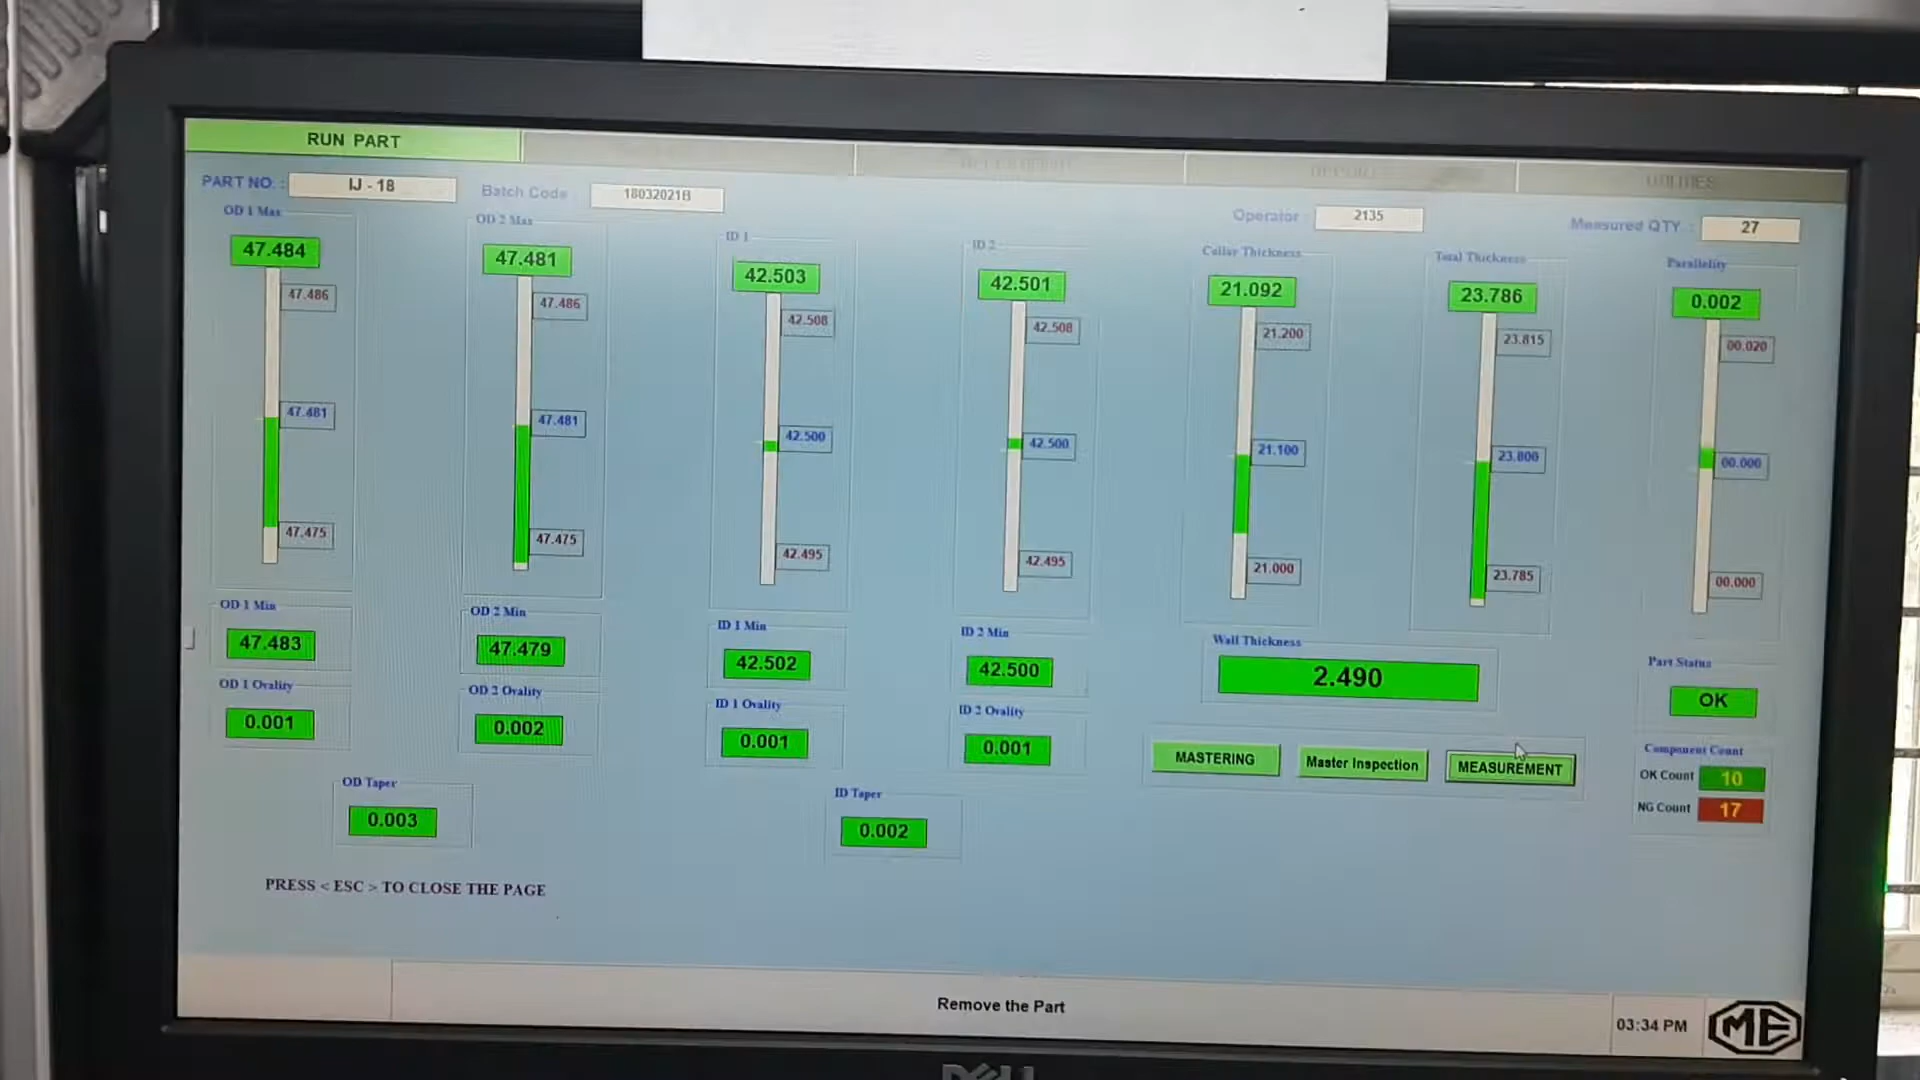 RUN PART
PART NO. : IJ - 18 Batch Code 18032021B Operator 2135 Measured QTY : 27
OD 1 Max OD 2 Max ID 1 ID 2 Collar Thickness Total Thickness Parallelity
47.484 47.481 42.503 42.501 21.092 23.786 0.002
47.486 47.486 42.508 42.508 21.200 23.815 00.020
47.481 47.481 42.500 42.500 21.100 23.800 00.000
47.475 47.475 42.495 42.495 21.000 23.785 00.000
OD 1 Min OD 2 Min ID 1 Min ID 2 Min Wall Thickness Part Status
47.483 47.479 42.502 42.500 2.490 OK
OD 1 Ovality OD 2 Ovality ID 1 Ovality ID 2 Ovality
0.001 0.002 0.001 0.001
MASTERING Master Inspection MEASUREMENT
Component Count
OK Count 10
NG Count 17
OD Taper ID Taper
0.003 0.002
PRESS < ESC > TO CLOSE THE PAGE
Remove the Part
03:34 PM ME
DELL